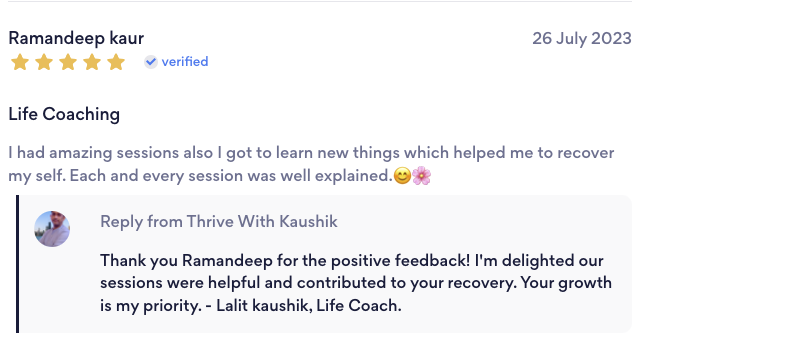 Ramandeep kaur
26 July 2023
verified
Life Coaching
I had amazing sessions also I got to learn new things which helped me to recover
my self. Each and every session was well explained.😊🌸
Reply from Thrive With Kaushik
Thank you Ramandeep for the positive feedback! I'm delighted our
sessions were helpful and contributed to your recovery. Your growth
is my priority. - Lalit kaushik, Life Coach.